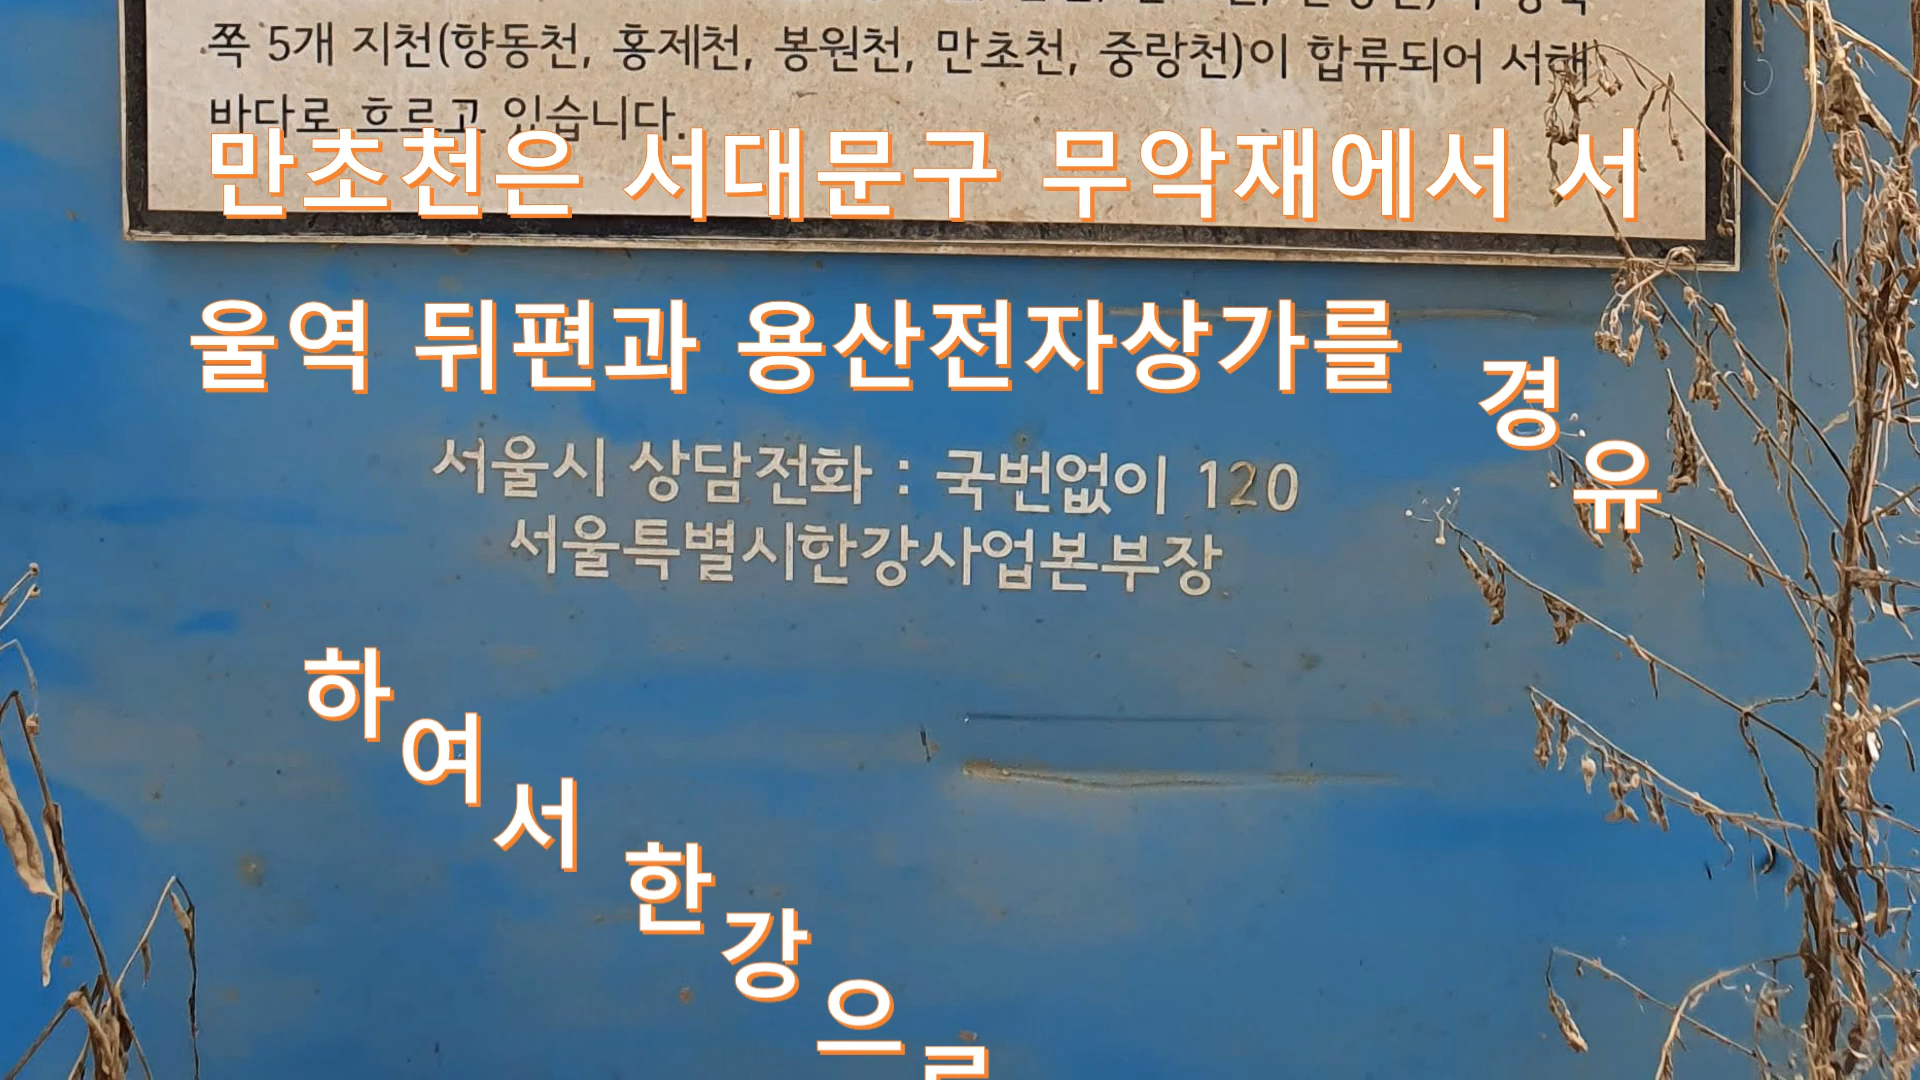 쪽 5개 지천(향동천, 홍제천, 봉원천, 만초천, 중랑천)이 합류되어 서해
바다로 흐르고 있습니다.
만초천은 서대문구 무악재에서 서
울역 뒤편과 용산전자상가를 경유
서울시 상담전화 : 국번없이 120
서울특별시한강사업본부장
하여서 한강으